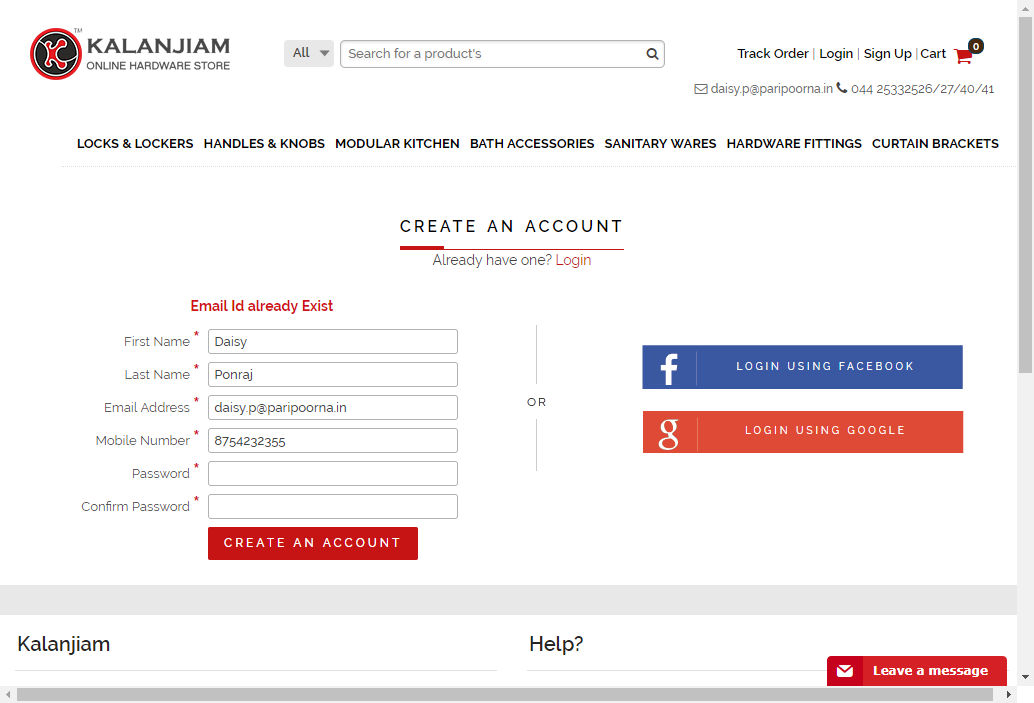 KALANJIAM
TM
ONLINE HARDWARE STORE
All
Search for a product's
Track Order | Login | Sign Up | Cart 0
daisy.p@paripoorna.in 044 25332526/27/40/41
LOCKS & LOCKERS HANDLES & KNOBS MODULAR KITCHEN BATH ACCESSORIES SANITARY WARES HARDWARE FITTINGS CURTAIN BRACKETS
CREATE AN ACCOUNT
Already have one? Login
Email Id already Exist
First Name * Daisy
Last Name * Ponraj
Email Address * daisy.p@paripoorna.in
Mobile Number * 8754232355
Password *
Confirm Password *
CREATE AN ACCOUNT
OR
f LOGIN USING FACEBOOK
g LOGIN USING GOOGLE
Kalanjiam
Help?
Leave a message